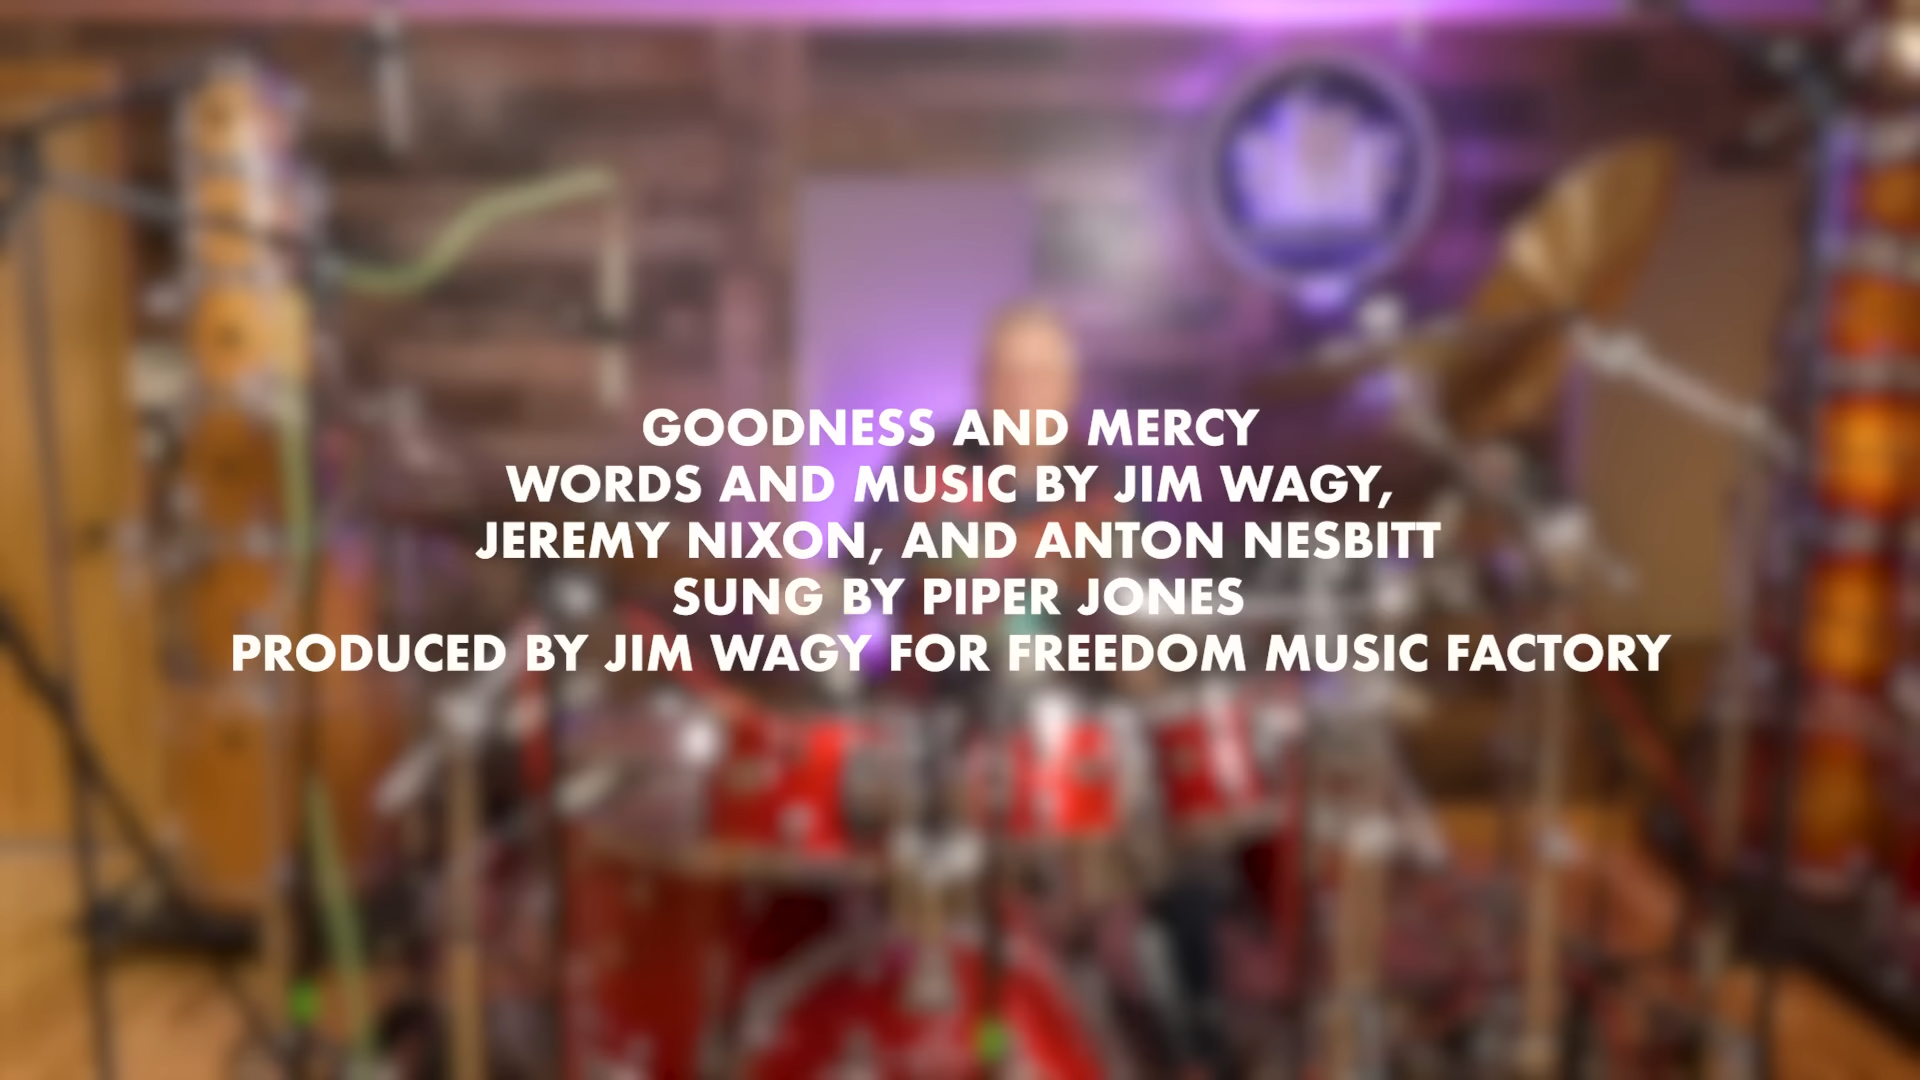 GOODNESS AND MERCY
WORDS AND MUSIC BY JIM WAGY,
JEREMY NIXON, AND ANTON NESBITT
SUNG BY PIPER JONES
PRODUCED BY JIM WAGY FOR FREEDOM MUSIC FACTORY